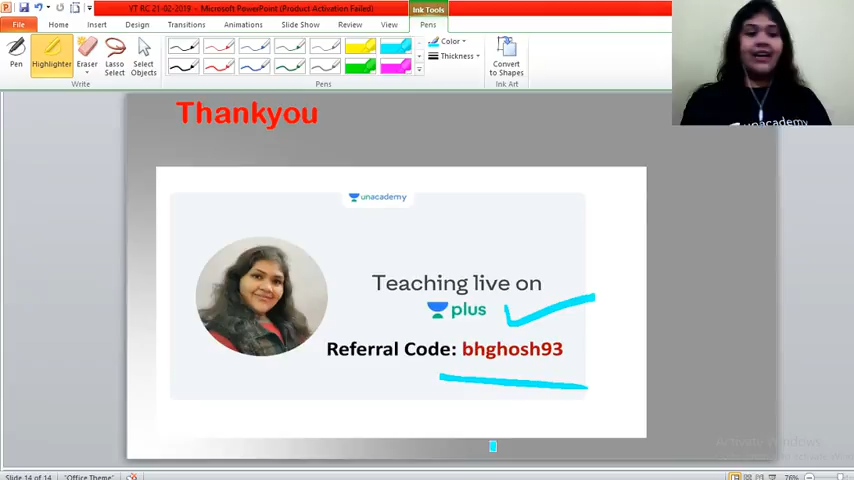 YT RC 21-02-2019 - Microsoft PowerPoint (Product Activation Failed)
Ink Tools
File Home Insert Design Transitions Animations Slide Show Review View Pens
Pen Highlighter Eraser Lasso Select Select Objects
Color
Thickness
Convert to Shapes
Write Pens Ink Art
unacademy
Thankyou
unacademy
Teaching live on
plus
Referral Code: bhghosh93
Activate Windows
Slide 14 of 14 "Office Theme" 76%